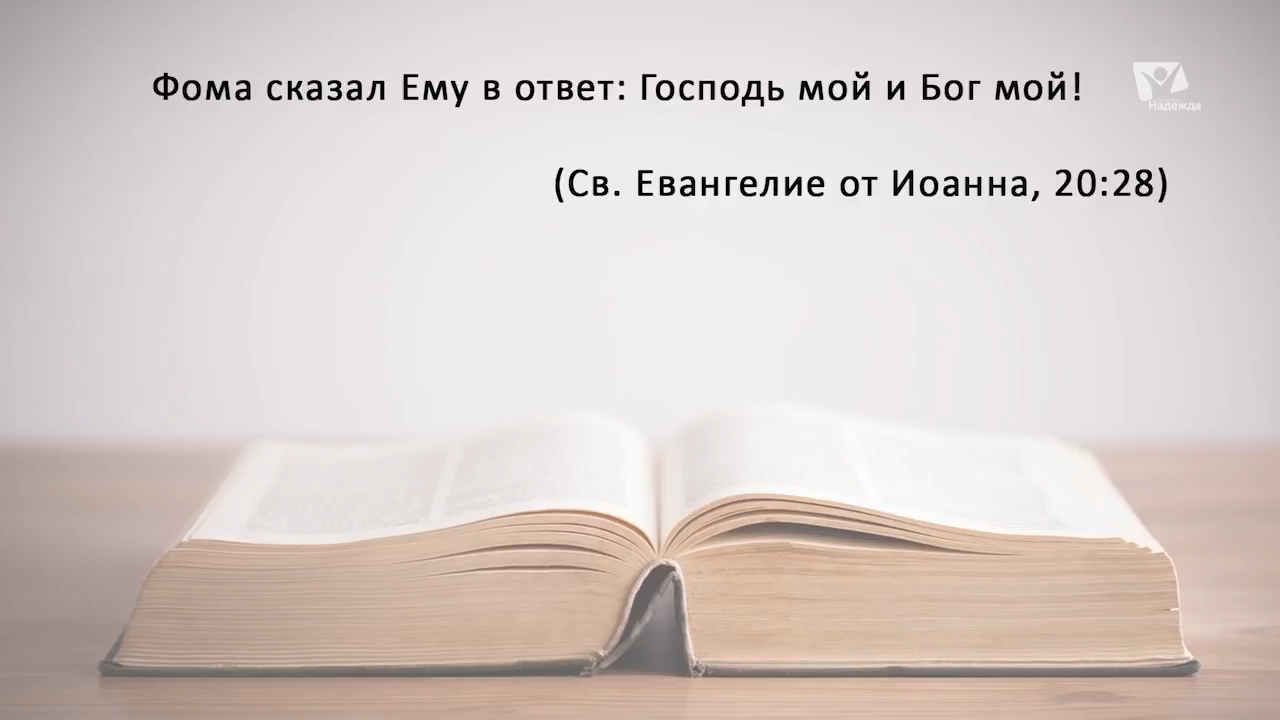 Фома сказал Ему в ответ: Господь мой и Бог мой!
Надежда
(Св. Евангелие от Иоанна, 20:28)